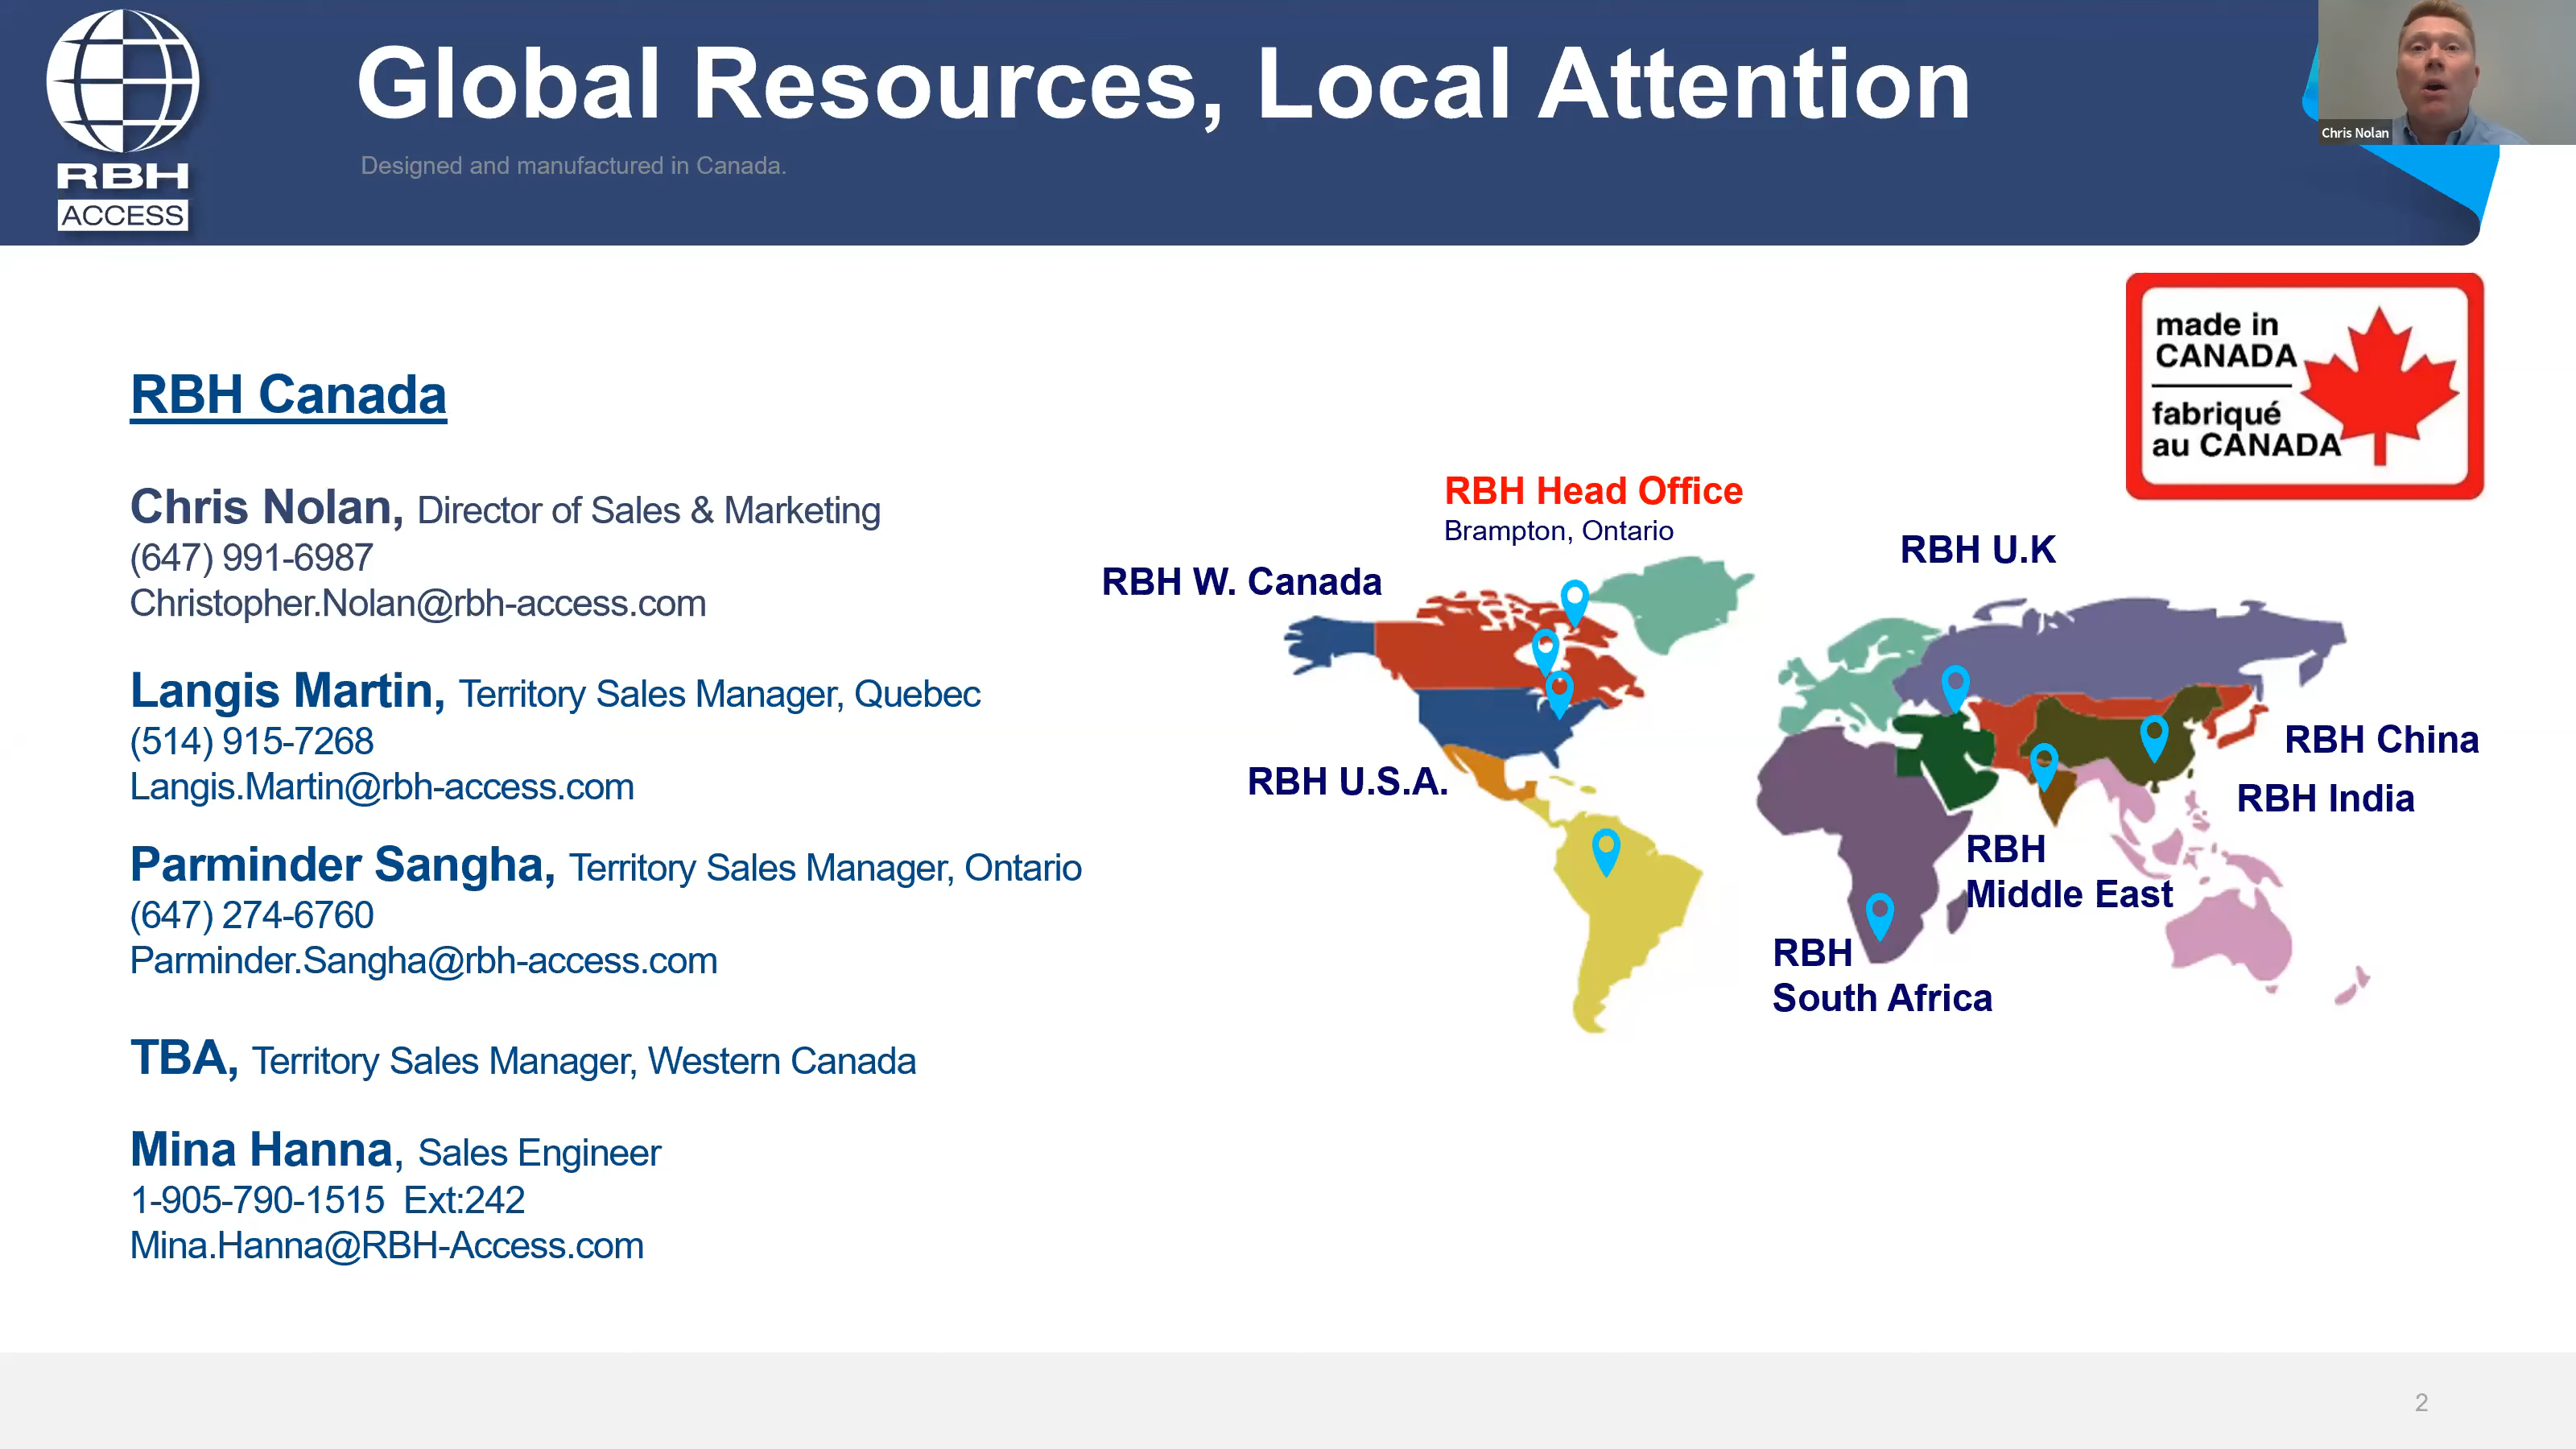 RBH
ACCESS
Global Resources, Local Attention
Designed and manufactured in Canada.
Chris Nolan
made in
CANADA
fabriqué
au CANADA
RBH Canada
Chris Nolan, Director of Sales & Marketing
(647) 991-6987
Christopher.Nolan@rbh-access.com
Langis Martin, Territory Sales Manager, Quebec
(514) 915-7268
Langis.Martin@rbh-access.com
Parminder Sangha, Territory Sales Manager, Ontario
(647) 274-6760
Parminder.Sangha@rbh-access.com
TBA, Territory Sales Manager, Western Canada
Mina Hanna, Sales Engineer
1-905-790-1515  Ext:242
Mina.Hanna@RBH-Access.com
RBH Head Office
Brampton, Ontario
RBH W. Canada
RBH U.K
RBH U.S.A.
RBH China
RBH India
RBH
Middle East
RBH
South Africa
2